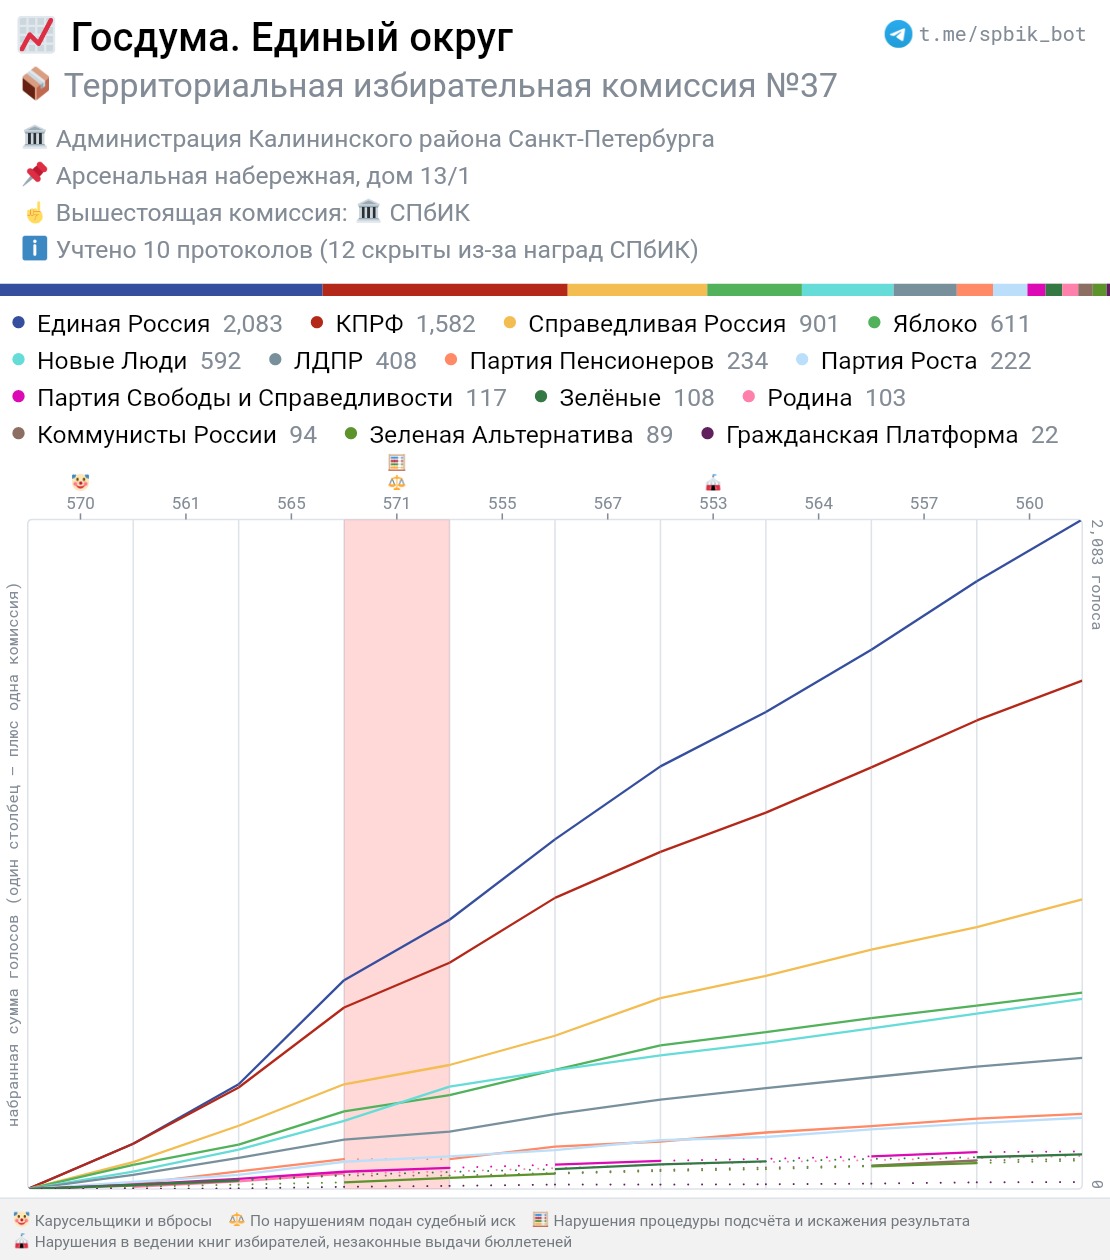 Госдума. Единый округ
t.me/spbik_bot
Территориальная избирательная комиссия №37
Администрация Калининского района Санкт-Петербурга
Арсенальная набережная, дом 13/1
Вышестоящая комиссия: СПбИК
Учтено 10 протоколов (12 скрыты из-за наград СПбИК)
Единая Россия 2,083 КПРФ 1,582 Справедливая Россия 901 Яблоко 611
Новые Люди 592 ЛДПР 408 Партия Пенсионеров 234 Партия Роста 222
Партия Свободы и Справедливости 117 Зелёные 108 Родина 103
Коммунисты России 94 Зеленая Альтернатива 89 Гражданская Платформа 22
570 561 565 571 555 567 553 564 557 560
набранная сумма голосов (один столбец — плюс одна комиссия)
2,083 голоса
0
Карусельщики и вбросы По нарушениям подан судебный иск Нарушения процедуры подсчёта и искажения результата
Нарушения в ведении книг избирателей, незаконные выдачи бюллетеней